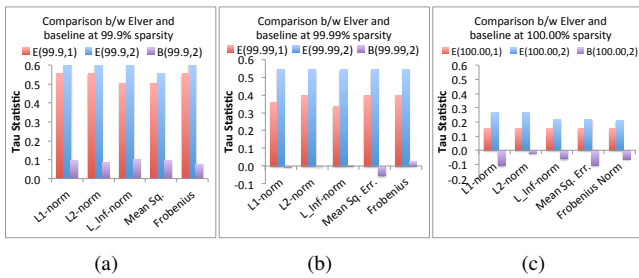 Comparison b/w Elver and
baseline at 99.9% sparsity
E(99.9,1) E(99.9,2) B(99.9,2)
Tau Statistic
0.6
0.5
0.4
0.3
0.2
0.1
0.0
L1-norm
L2-norm
L_Inf-norm
Mean Sq.
Frobenius
(a)
Comparison b/w Elver and
baseline at 99.99% sparsity
E(99.99,1) E(99.99,2) B(99.99,2)
Tau Statistic
0.6
0.5
0.4
0.3
0.2
0.1
0.0
-0.1
L1-norm
L2-norm
L_Inf-norm
Mean Sq. Err.
Frobenius
(b)
Comparison b/w Elver and
baseline at 100.00% sparsity
E(100.00,1) E(100.00,2) B(100.00,2)
Tau Statistic
0.6
0.5
0.4
0.3
0.2
0.1
0.0
-0.1
-0.2
L1-norm
L2-norm
L_Inf-norm
Mean Sq. Err.
Frobenius Norm
(c)